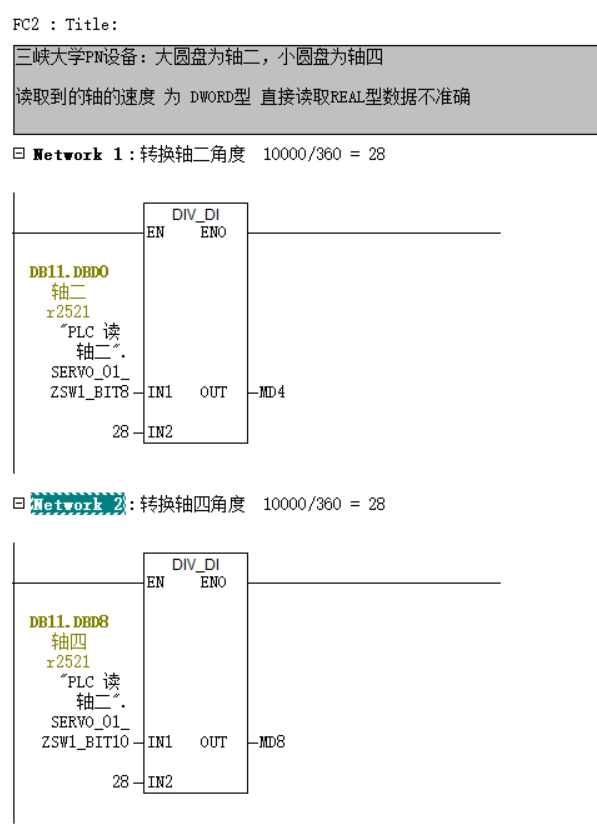 FC2 : Title:
三峡大学PN设备：大圆盘为轴二，小圆盘为轴四
读取到的轴的速度 为 DWORD型 直接读取REAL型数据不准确
Network 1：转换轴二角度 10000/360 = 28
DIV_DI
EN ENO
DB11.DBD0
轴二
r2521
"PLC 读
轴二".
SERVO_01_
ZSW1_BIT8 IN1 OUT MD4
28 IN2
Network 2：转换轴四角度 10000/360 = 28
DIV_DI
EN ENO
DB11.DBD8
轴四
r2521
"PLC 读
轴二".
SERVO_01_
ZSW1_BIT10 IN1 OUT MD8
28 IN2